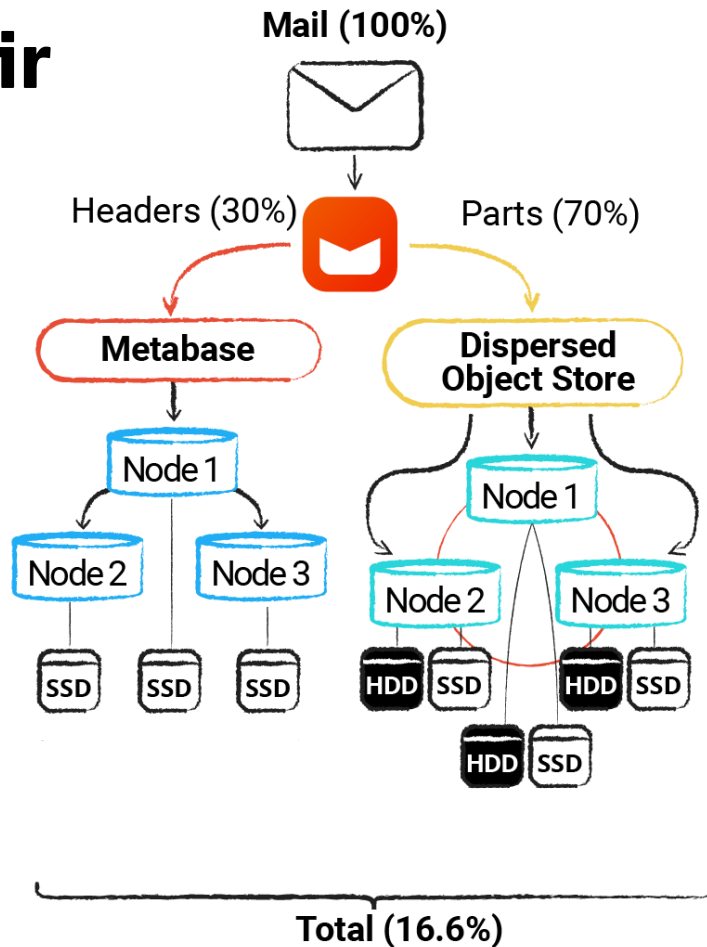 ir
Mail (100%)
Headers (30%)
Parts (70%)
Metabase
Dispersed
Object Store
Node 1
Node 2
Node 3
SSD
SSD
SSD
Node 1
Node 2
Node 3
HDD
SSD
HDD
SSD
HDD
SSD
Total (16.6%)